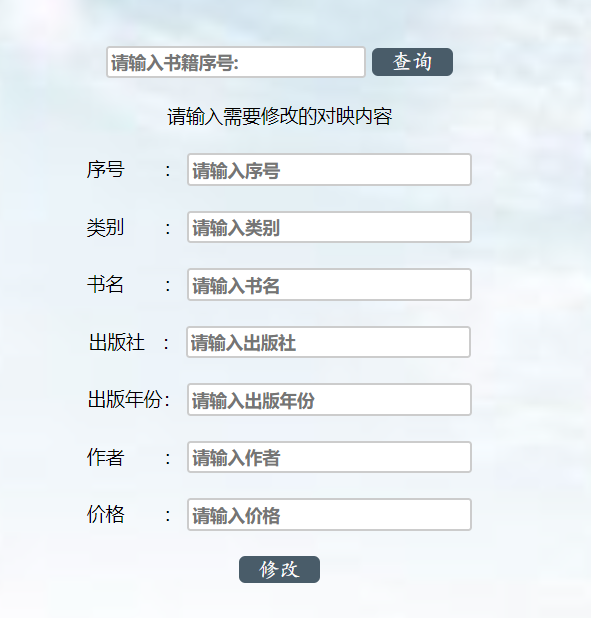 请输入书籍序号: 查询
请输入需要修改的对映内容
序号 : 请输入序号
类别 : 请输入类别
书名 : 请输入书名
出版社 : 请输入出版社
出版年份: 请输入出版年份
作者 : 请输入作者
价格 : 请输入价格
修改